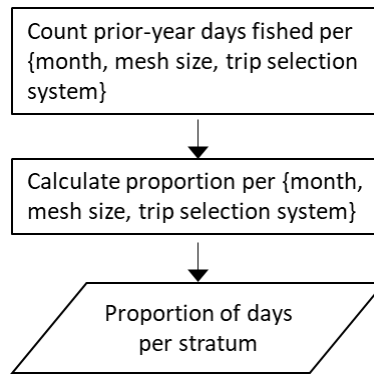 Count prior-year days fished per
{month, mesh size, trip selection
system}
Calculate proportion per {month,
mesh size, trip selection system}
Proportion of days
per stratum